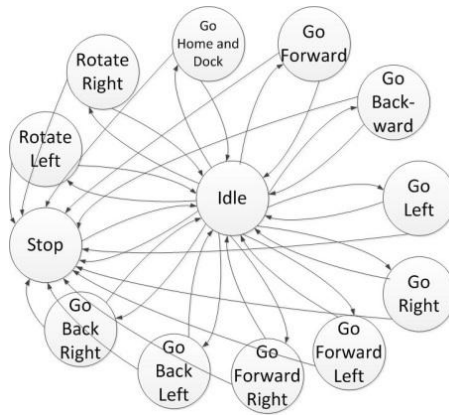 Go
Home and
Dock
Go
Forward
Rotate
Right
Go
Back-
ward
Rotate
Left
Idle
Go
Left
Stop
Go
Right
Go
Back
Right
Go
Back
Left
Go
Forward
Right
Go
Forward
Left